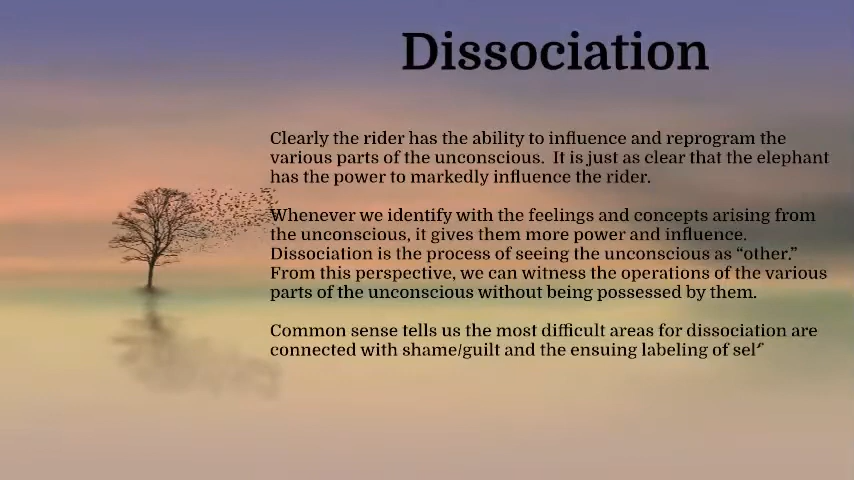 Dissociation
Clearly the rider has the ability to influence and reprogram the
various parts of the unconscious.  It is just as clear that the elephant
has the power to markedly influence the rider.
Whenever we identify with the feelings and concepts arising from
the unconscious, it gives them more power and influence.
Dissociation is the process of seeing the unconscious as “other.”
From this perspective, we can witness the operations of the various
parts of the unconscious without being possessed by them.
Common sense tells us the most difficult areas for dissociation are
connected with shame/guilt and the ensuing labeling of